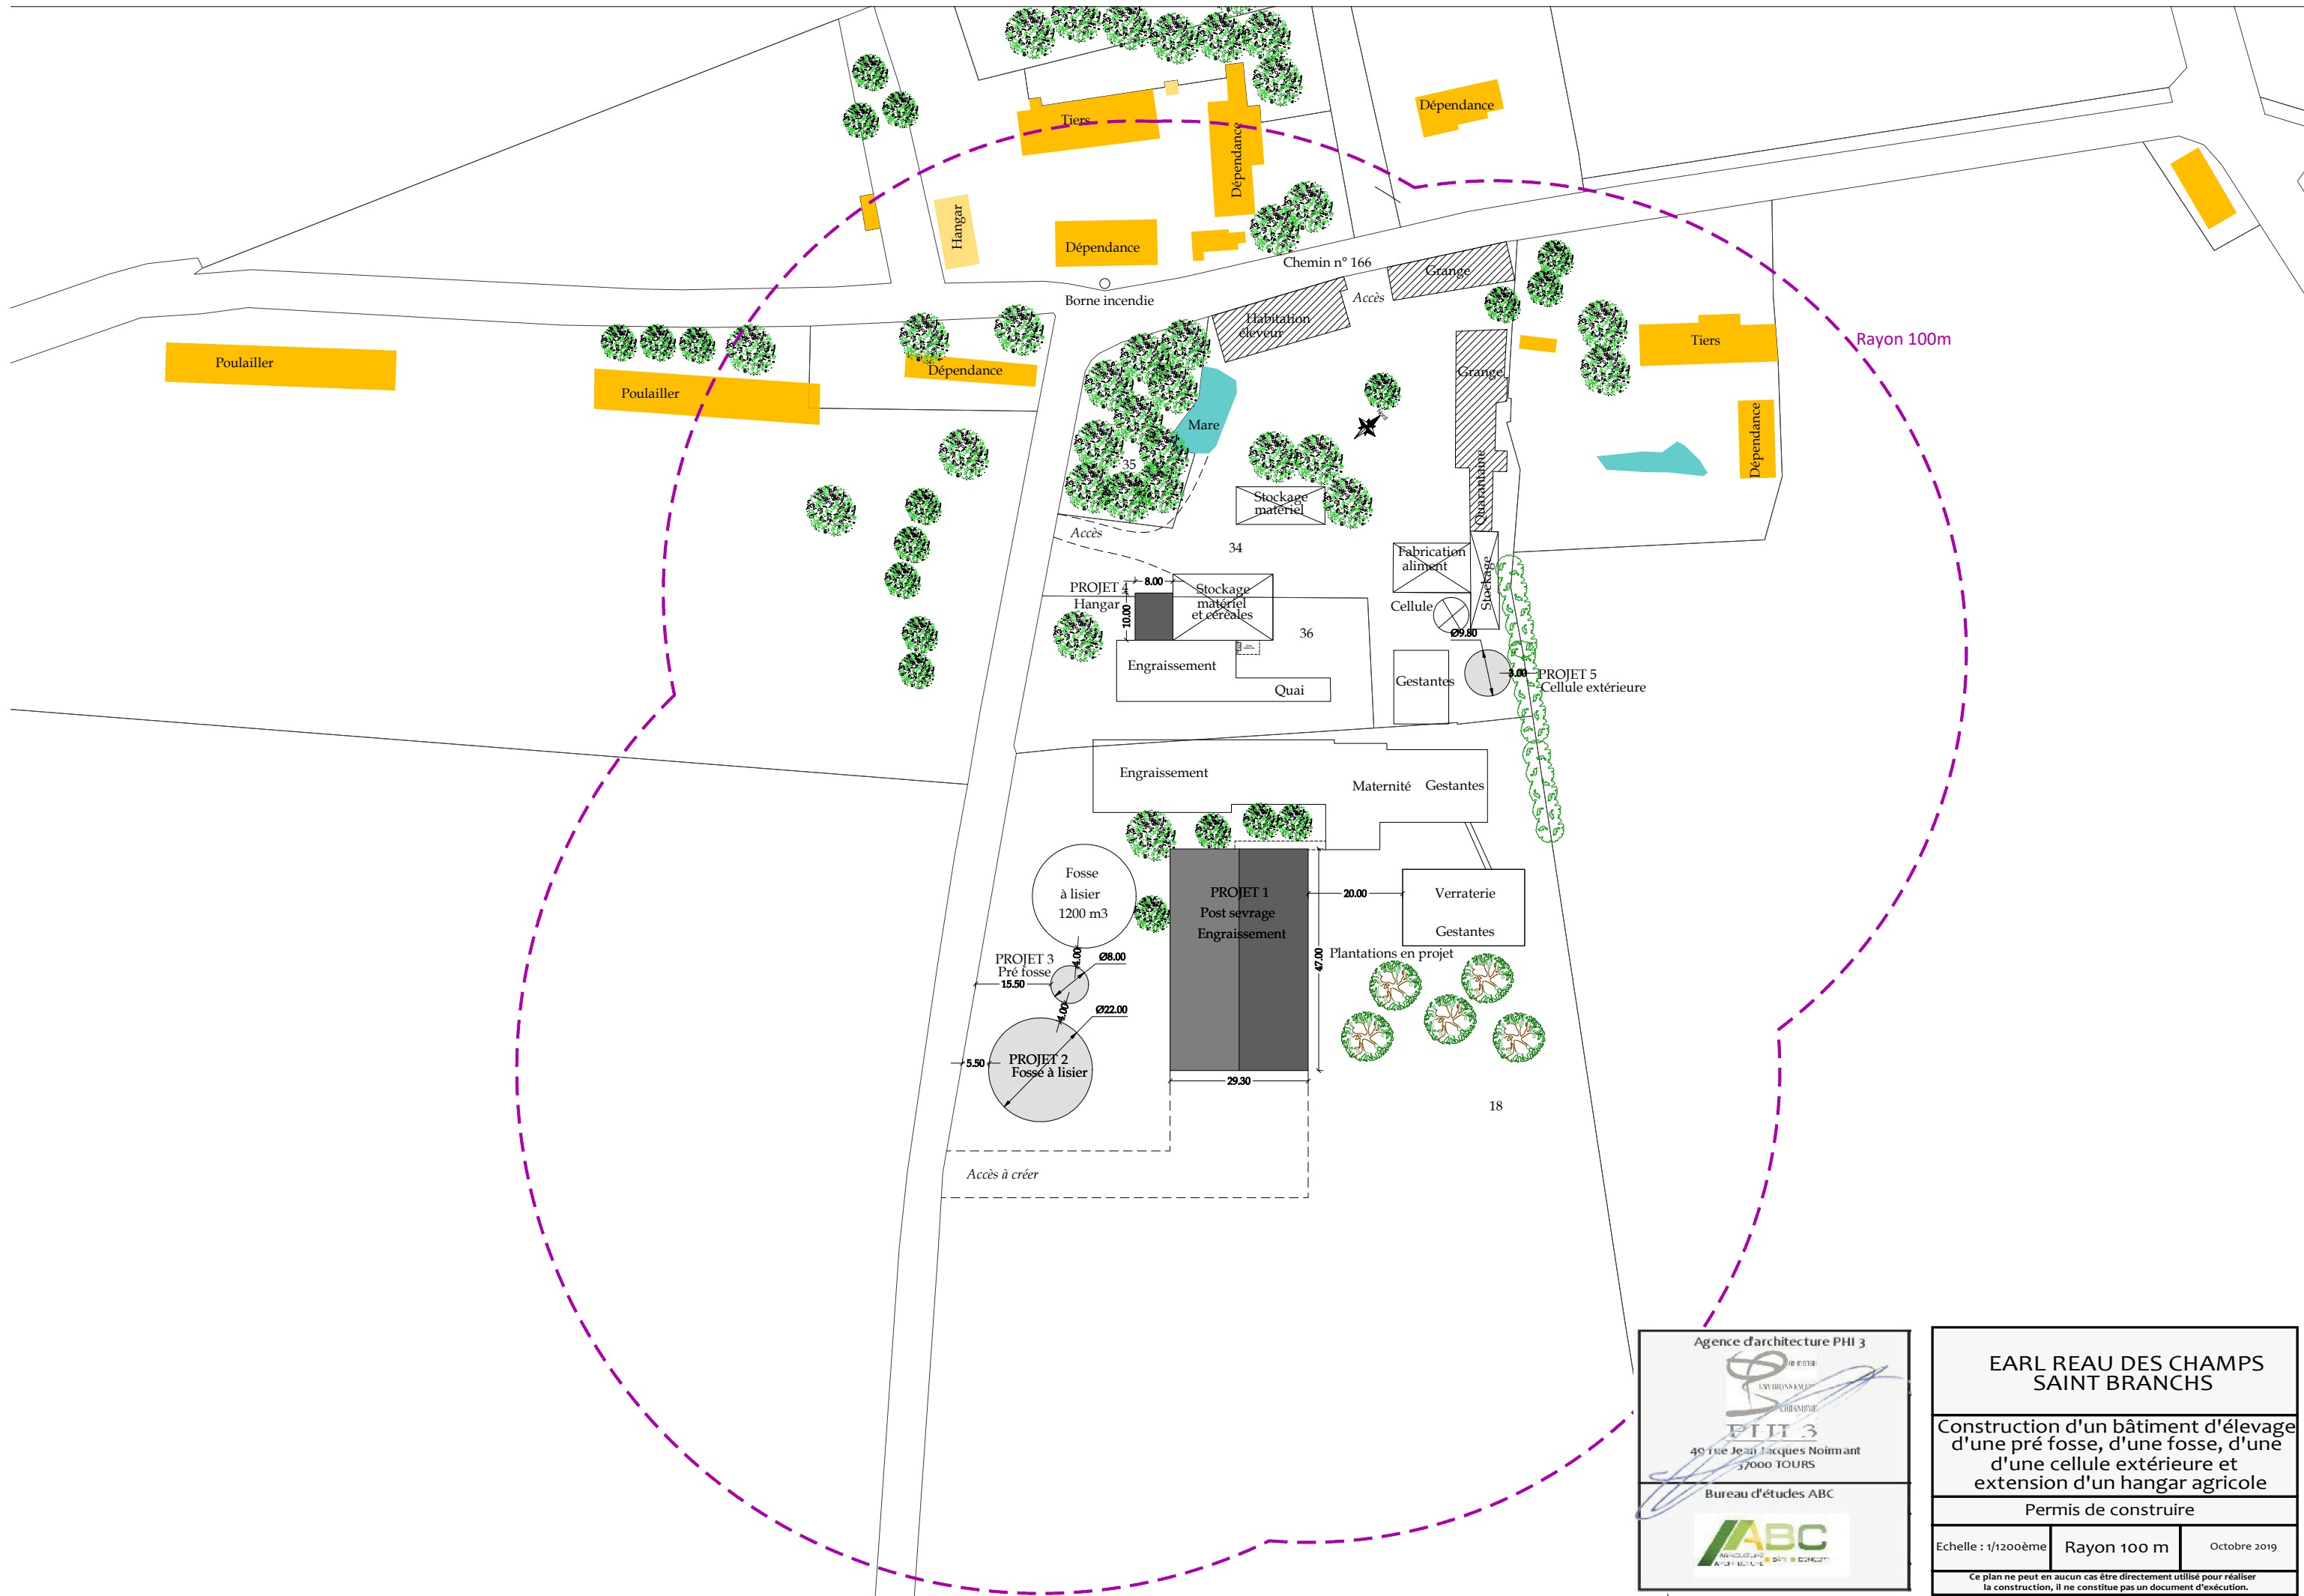 Tiers
Dépendance
Dépendance
Hangar
Dépendance
Chemin n° 166
Grange
Borne incendie
Accès
Habitation
éleveur
Rayon 100m
Tiers
Poulailler
Poulailler
Dépendance
Grange
Mare
Dépendance
35
Quarantaine
Stockage
matériel
Accès
34
Fabrication
aliment
Stockage
PROJET 4
Hangar
8.00
10.00
Stockage
matériel
et céréales
Cellule
36
Ø9.80
Engraissement
Quai
Gestantes
3.00
PROJET 5
Cellule extérieure
Engraissement
Maternité
Gestantes
Fosse
à lisier
1200 m3
PROJET 1
Post sevrage
Engraissement
20.00
Verraterie
Gestantes
47.00
Plantations en projet
PROJET 3
Pré fosse
4.00
Ø8.00
15.50
4.00
Ø22.00
5.50
PROJET 2
Fosse à lisier
29.30
18
Accès à créer
Agence d'architecture PHI 3
PHI 3
49 rue Jean Jacques Noirmant
37000 TOURS
Bureau d'études ABC
ABC
EARL REAU DES CHAMPS
SAINT BRANCHS
Construction d'un bâtiment d'élevage
d'une pré fosse, d'une fosse, d'une
d'une cellule extérieure et
extension d'un hangar agricole
Permis de construire
Echelle : 1/1200ème
Rayon 100 m
Octobre 2019
Ce plan ne peut en aucun cas être directement utilisé pour réaliser
la construction, il ne constitue pas un document d'exécution.